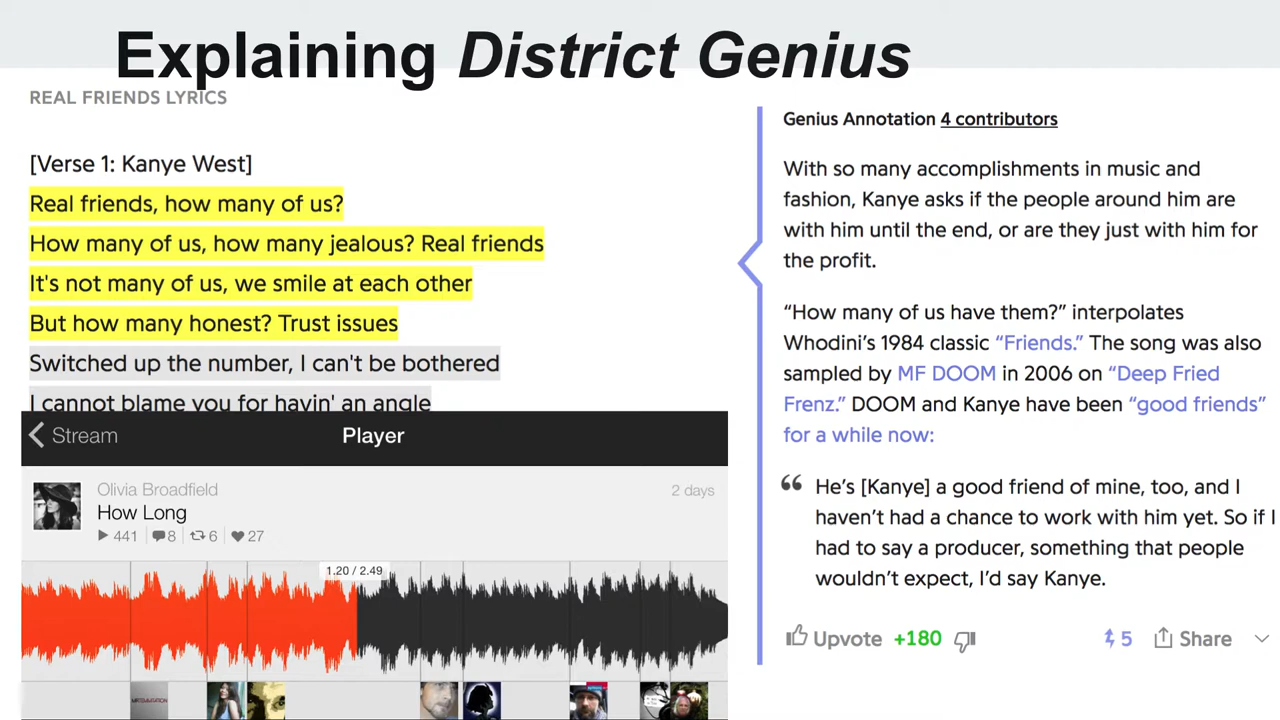 Explaining District Genius
REAL FRIENDS LYRICS
[Verse 1: Kanye West]
Real friends, how many of us?
How many of us, how many jealous? Real friends
It's not many of us, we smile at each other
But how many honest? Trust issues
Switched up the number, I can't be bothered
I cannot blame you for havin' an angle
Stream
Player
Olivia Broadfield
2 days
How Long
441 8 6 27
1.20 / 2.49
Genius Annotation 4 contributors
With so many accomplishments in music and
fashion, Kanye asks if the people around him are
with him until the end, or are they just with him for
the profit.
“How many of us have them?” interpolates
Whodini’s 1984 classic “Friends.” The song was also
sampled by MF DOOM in 2006 on “Deep Fried
Frenz.” DOOM and Kanye have been “good friends”
for a while now:
“ He’s [Kanye] a good friend of mine, too, and I
haven’t had a chance to work with him yet. So if I
had to say a producer, something that people
wouldn’t expect, I’d say Kanye.
Upvote +180 5 Share